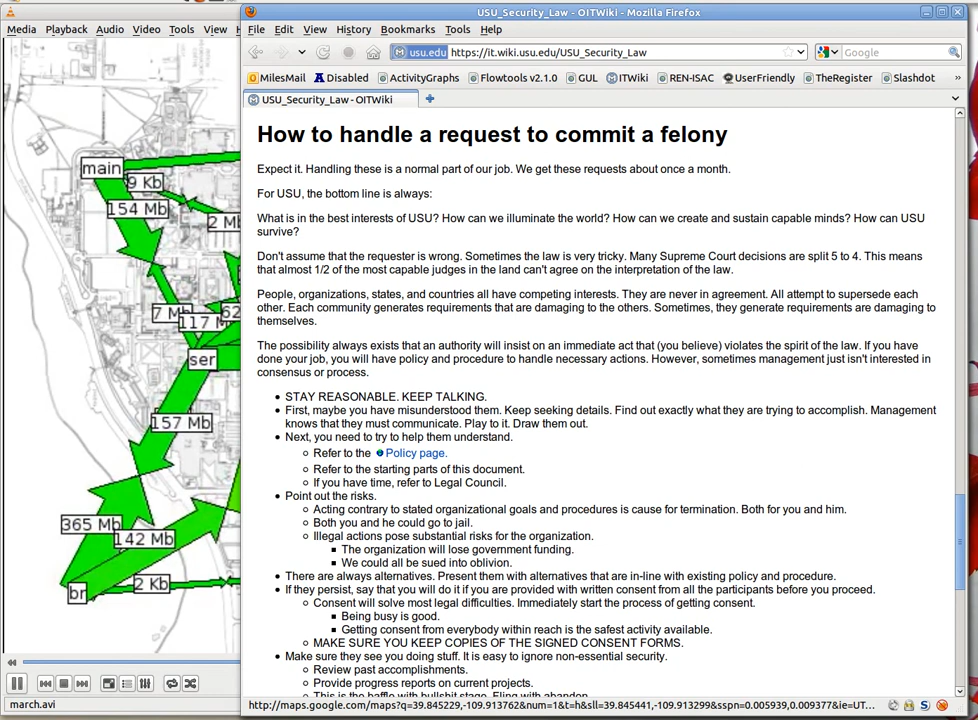 USU_Security_Law - OITWiki - Mozilla Firefox
Media Playback Audio Video Tools View H
File Edit View History Bookmarks Tools Help
usu.edu https://it.wiki.usu.edu/USU_Security_Law
Google
MilesMail Disabled ActivityGraphs Flowtools v2.1.0 GUL ITWiki REN-ISAC UserFriendly TheRegister Slashdot »
USU_Security_Law - OITWiki
How to handle a request to commit a felony
Expect it. Handling these is a normal part of our job. We get these requests about once a month.
For USU, the bottom line is always:
What is in the best interests of USU? How can we illuminate the world? How can we create and sustain capable minds? How can USU
survive?
Don't assume that the requester is wrong. Sometimes the law is very tricky. Many Supreme Court decisions are split 5 to 4. This means
that almost 1/2 of the most capable judges in the land can't agree on the interpretation of the law.
People, organizations, states, and countries all have competing interests. They are never in agreement. All attempt to supersede each
other. Each community generates requirements that are damaging to the others. Sometimes, they generate requirements are damaging to
themselves.
The possibility always exists that an authority will insist on an immediate act that (you believe) violates the spirit of the law. If you have
done your job, you will have policy and procedure to handle necessary actions. However, sometimes management just isn't interested in
consensus or process.
STAY REASONABLE. KEEP TALKING.
First, maybe you have misunderstood them. Keep seeking details. Find out exactly what they are trying to accomplish. Management
knows that they must communicate. Play to it. Draw them out.
Next, you need to try to help them understand.
Refer to the Policy page.
Refer to the starting parts of this document.
If you have time, refer to Legal Council.
Point out the risks.
Acting contrary to stated organizational goals and procedures is cause for termination. Both for you and him.
Both you and he could go to jail.
Illegal actions pose substantial risks for the organization.
The organization will lose government funding.
We could all be sued into oblivion.
There are always alternatives. Present them with alternatives that are in-line with existing policy and procedure.
If they persist, say that you will do it if you are provided with written consent from all the participants before you proceed.
Consent will solve most legal difficulties. Immediately start the process of getting consent.
Being busy is good.
Getting consent from everybody within reach is the safest activity available.
MAKE SURE YOU KEEP COPIES OF THE SIGNED CONSENT FORMS.
Make sure they see you doing stuff. It is easy to ignore non-essential security.
Review past accomplishments.
Provide progress reports on current projects.
This is the baffle with bullshit stage. Fling with abandon.
http://maps.google.com/maps?q=39.845229,-109.913762&num=1&t=h&sll=39.845441,-109.913299&sspn=0.005939,0.009377&ie=UT...
main
9 Kb
154 Mb
2 M
7 Mb
117 M
62
ser
157 Mb
365 Mb
142 Mb
2 Kb
br
march.avi